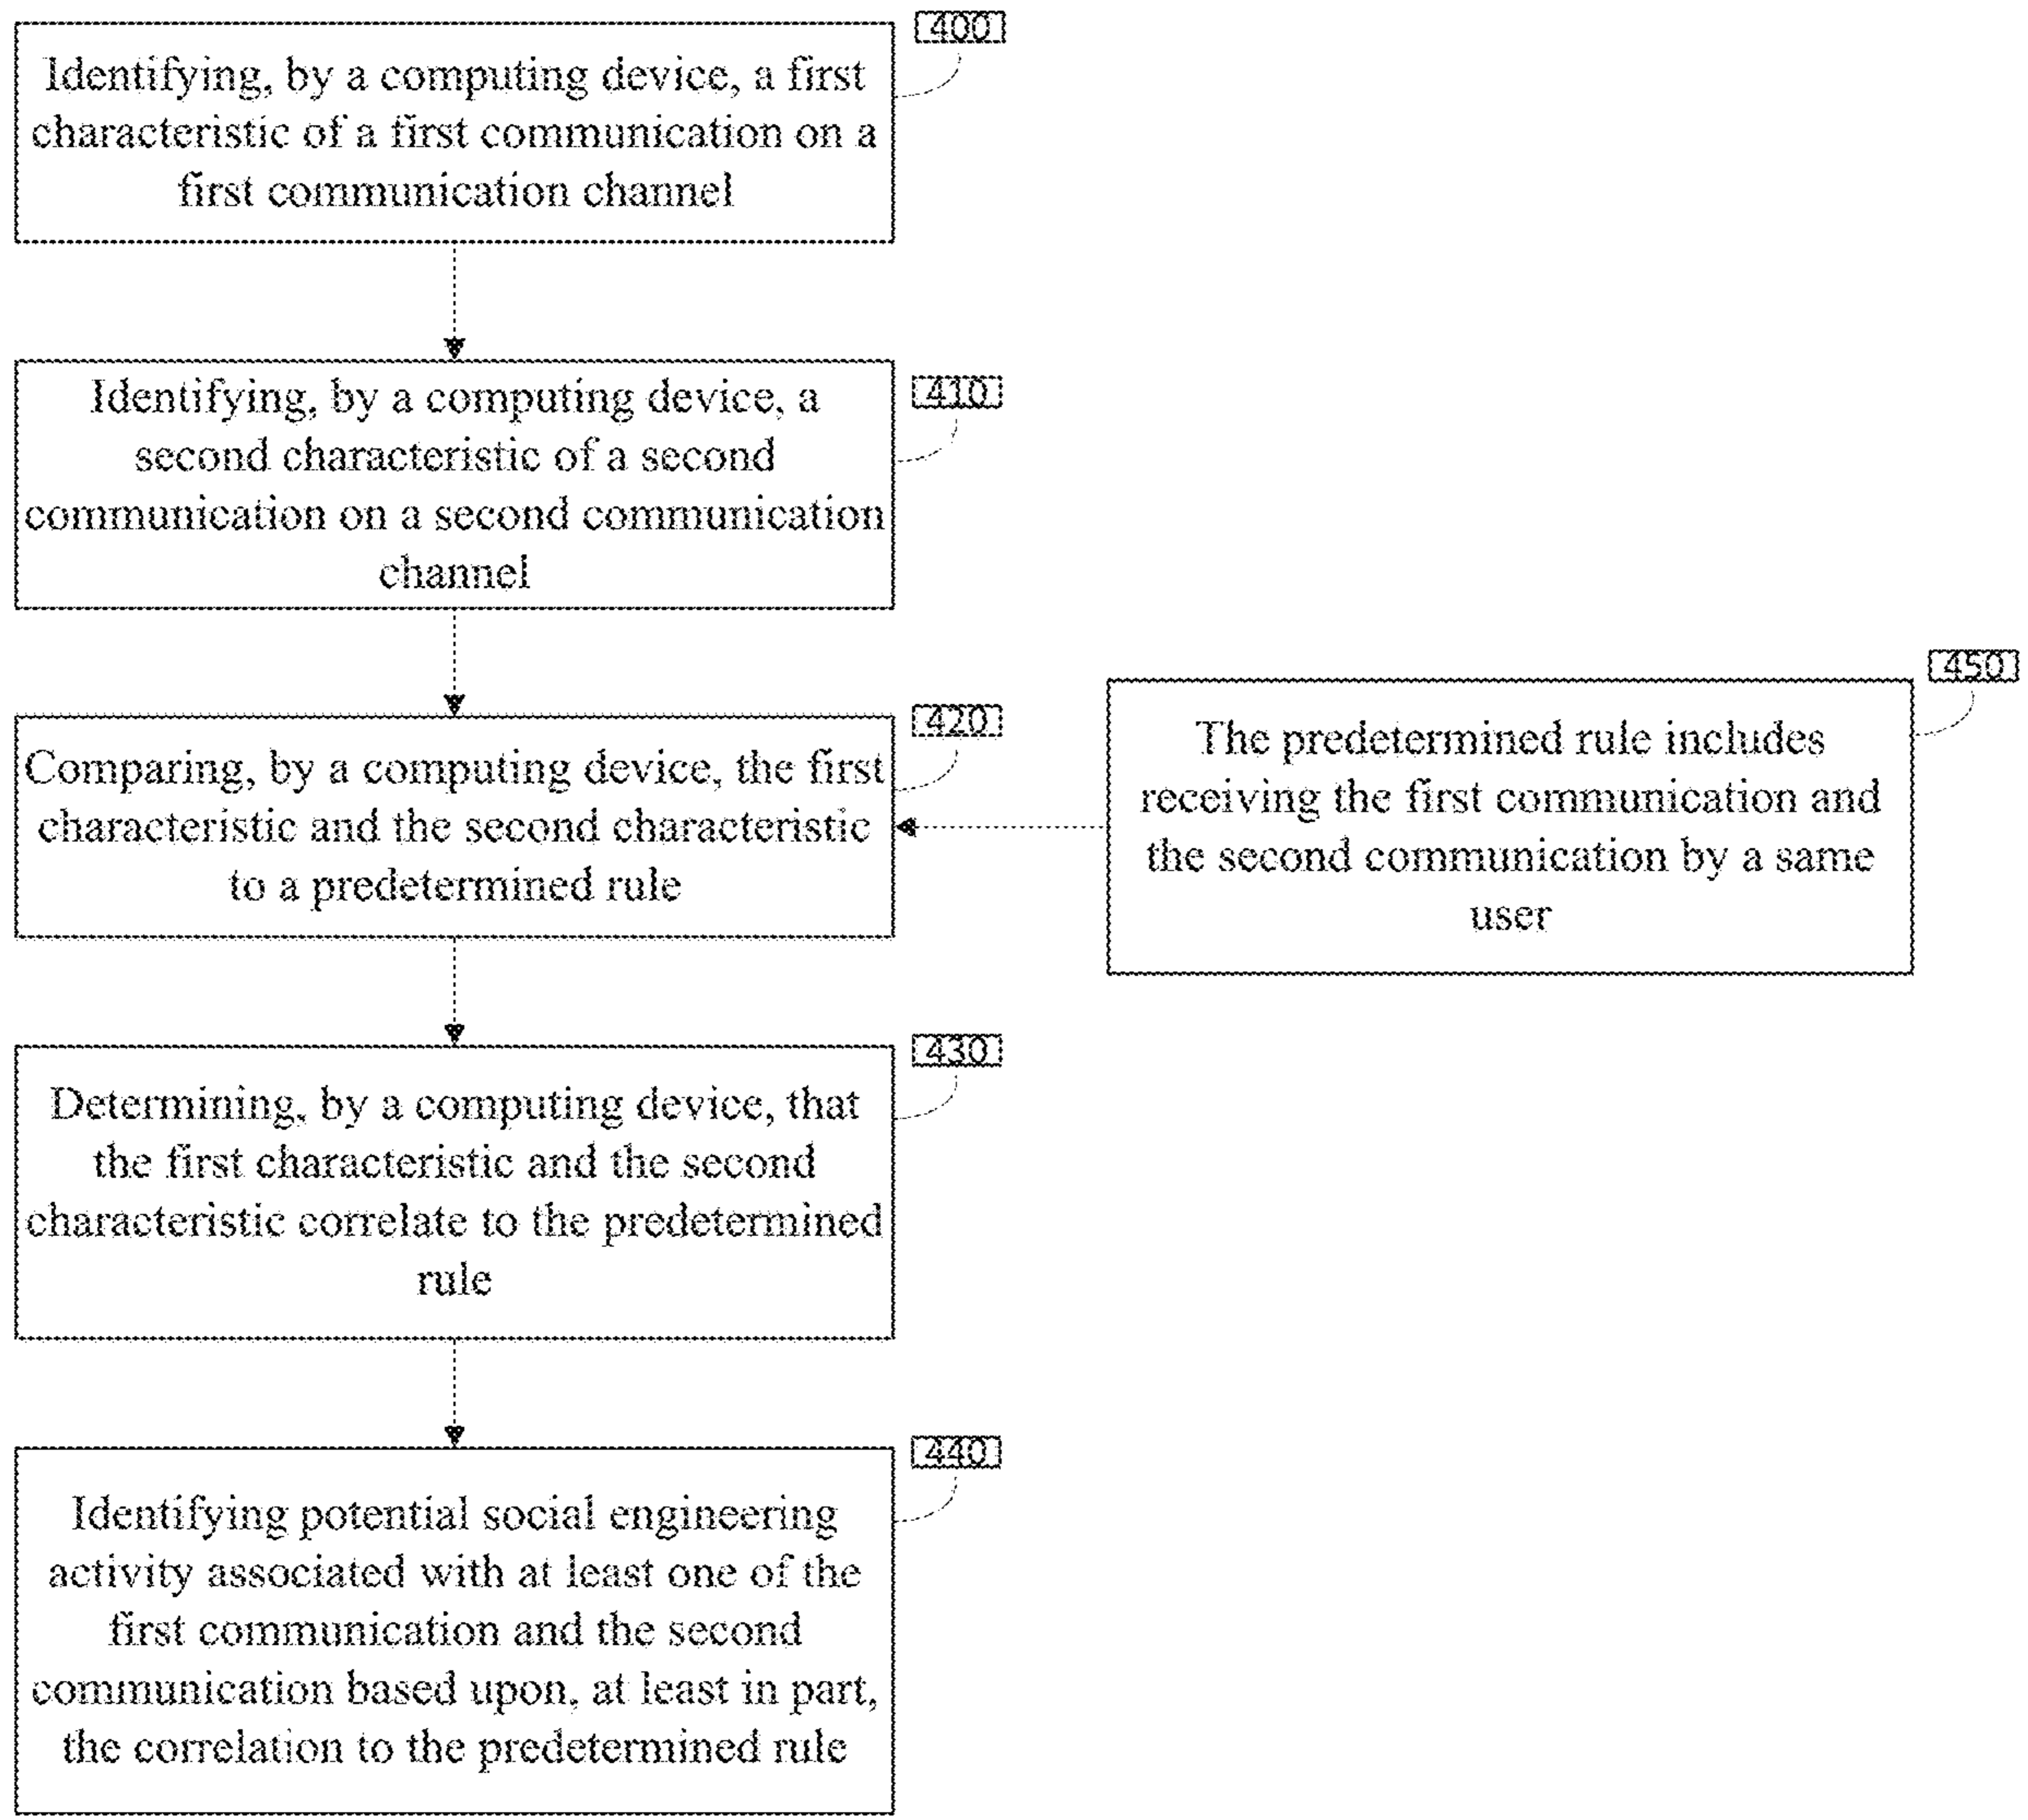 400
Identifying, by a computing device, a first
characteristic of a first communication on a
first communication channel
410
Identifying, by a computing device, a
second characteristic of a second
communication on a second communication
channel
420
Comparing, by a computing device, the first
characteristic and the second characteristic
to a predetermined rule
450
The predetermined rule includes
receiving the first communication and
the second communication by a same
user
430
Determining, by a computing device, that
the first characteristic and the second
characteristic correlate to the predetermined
rule
440
Identifying potential social engineering
activity associated with at least one of the
first communication and the second
communication based upon, at least in part,
the correlation to the predetermined rule